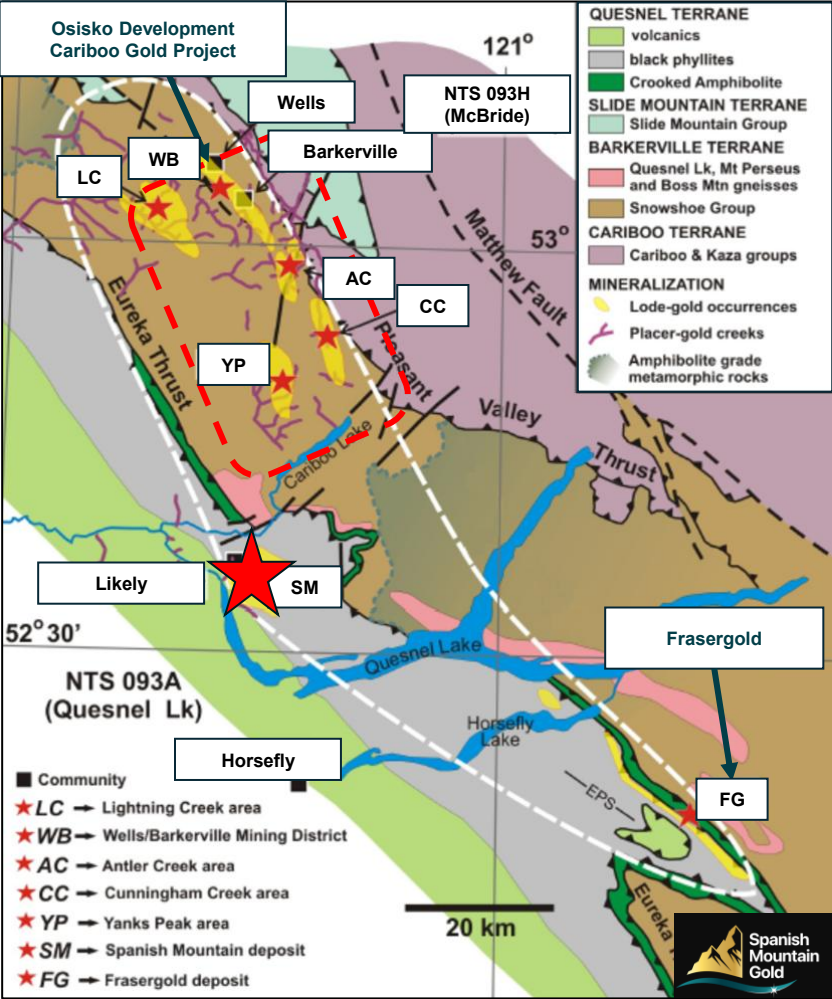 Osisko Development
Cariboo Gold Project
121°
NTS 093H
(McBride)
Wells
Barkerville
WB
LC
53°
Matthew Fault
AC
CC
YP
Eureka Thrust
Pleasant
Valley
Thrust
Cariboo Lake
Likely
SM
52° 30'
NTS 093A
(Quesnel Lk)
Quesnel Lake
Frasergold
Horsefly
Lake
Horsefly
FG
EPS
Eureka T
20 km
QUESNEL TERRANE
volcanics
black phyllites
Crooked Amphibolite
SLIDE MOUNTAIN TERRANE
Slide Mountain Group
BARKERVILLE TERRANE
Quesnel Lk, Mt Perseus
and Boss Mtn gneisses
Snowshoe Group
CARIBOO TERRANE
Cariboo & Kaza groups
MINERALIZATION
Lode-gold occurrences
Placer-gold creeks
Amphibolite grade
metamorphic rocks
Community
LC Lightning Creek area
WB Wells/Barkerville Mining District
AC Antler Creek area
CC Cunningham Creek area
YP Yanks Peak area
SM Spanish Mountain deposit
FG Frasergold deposit
Spanish
Mountain
Gold